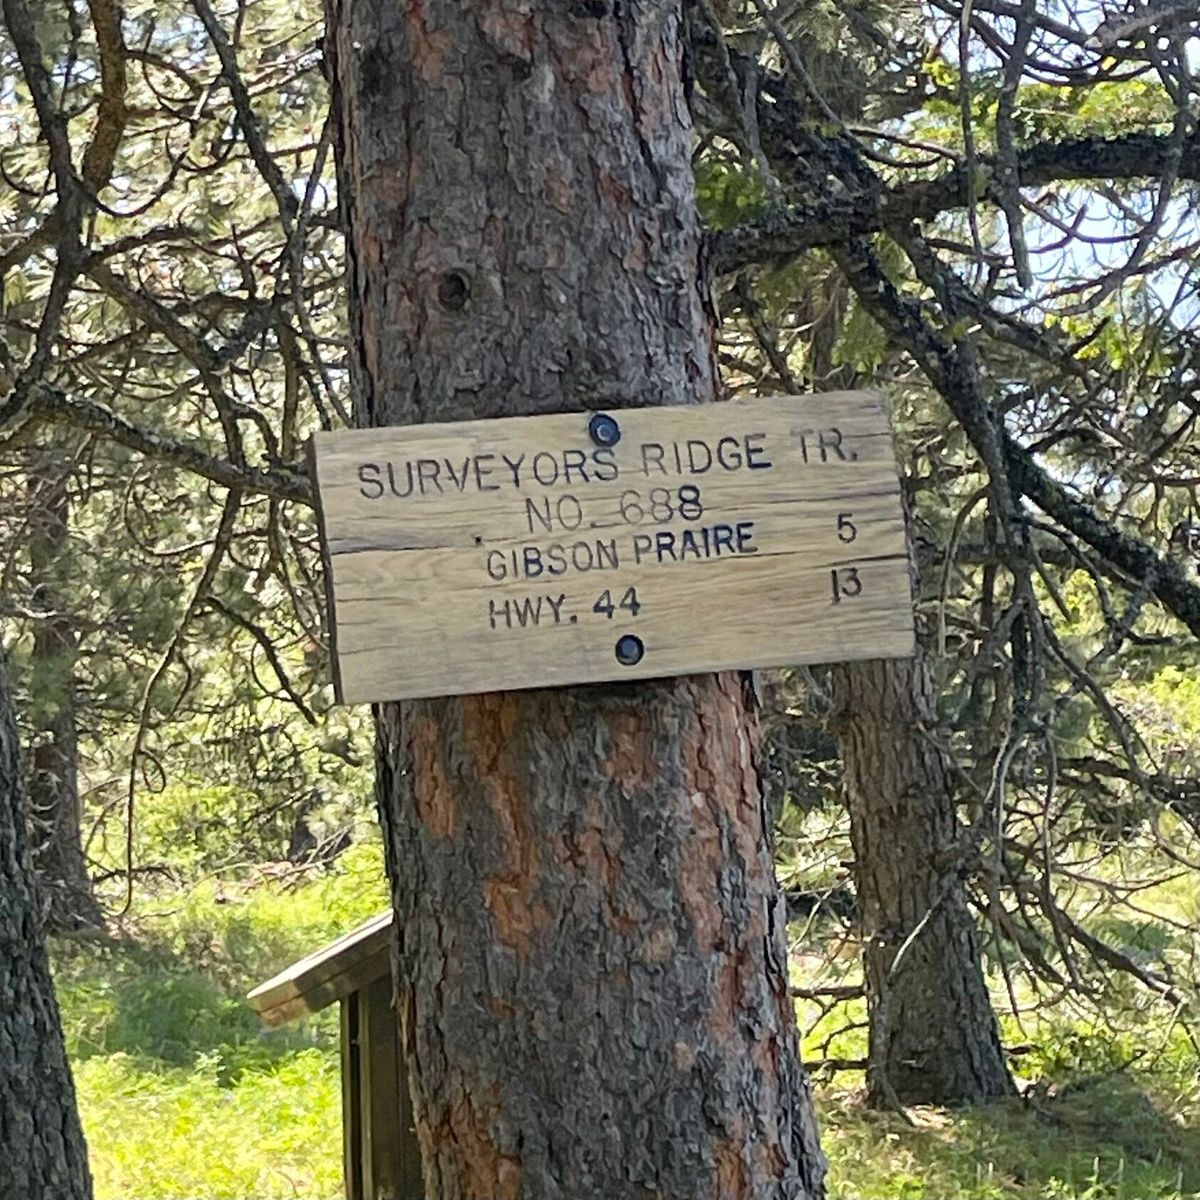 SURVEYORS RIDGE TR.
NO. 688
GIBSON PRAIRE 5
HWY. 44 13